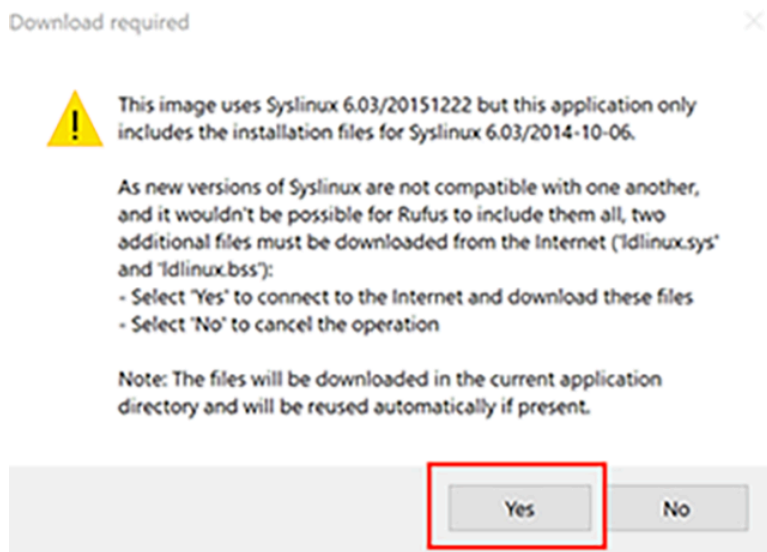 Download required
This image uses Syslinux 6.03/20151222 but this application only
includes the installation files for Syslinux 6.03/2014-10-06.
As new versions of Syslinux are not compatible with one another,
and it wouldn't be possible for Rufus to include them all, two
additional files must be downloaded from the Internet ('ldlinux.sys'
and 'ldlinux.bss'):
- Select 'Yes' to connect to the Internet and download these files
- Select 'No' to cancel the operation
Note: The files will be downloaded in the current application
directory and will be reused automatically if present.
Yes
No